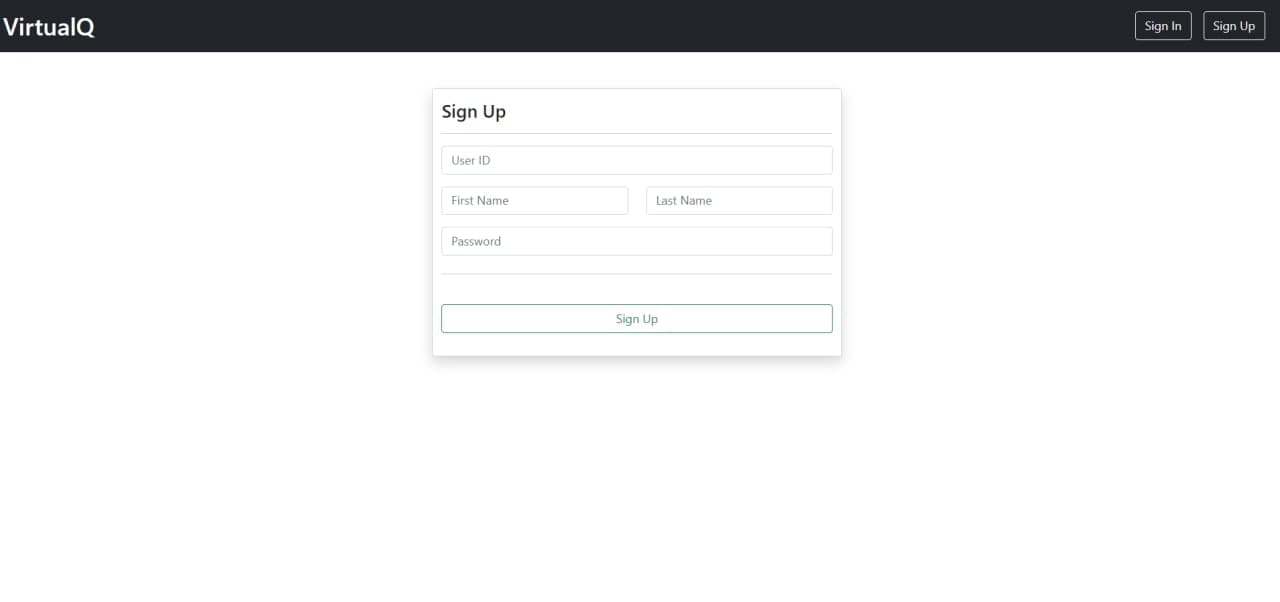 VirtualQ
Sign In
Sign Up
Sign Up
User ID
First Name
Last Name
Password
Sign Up